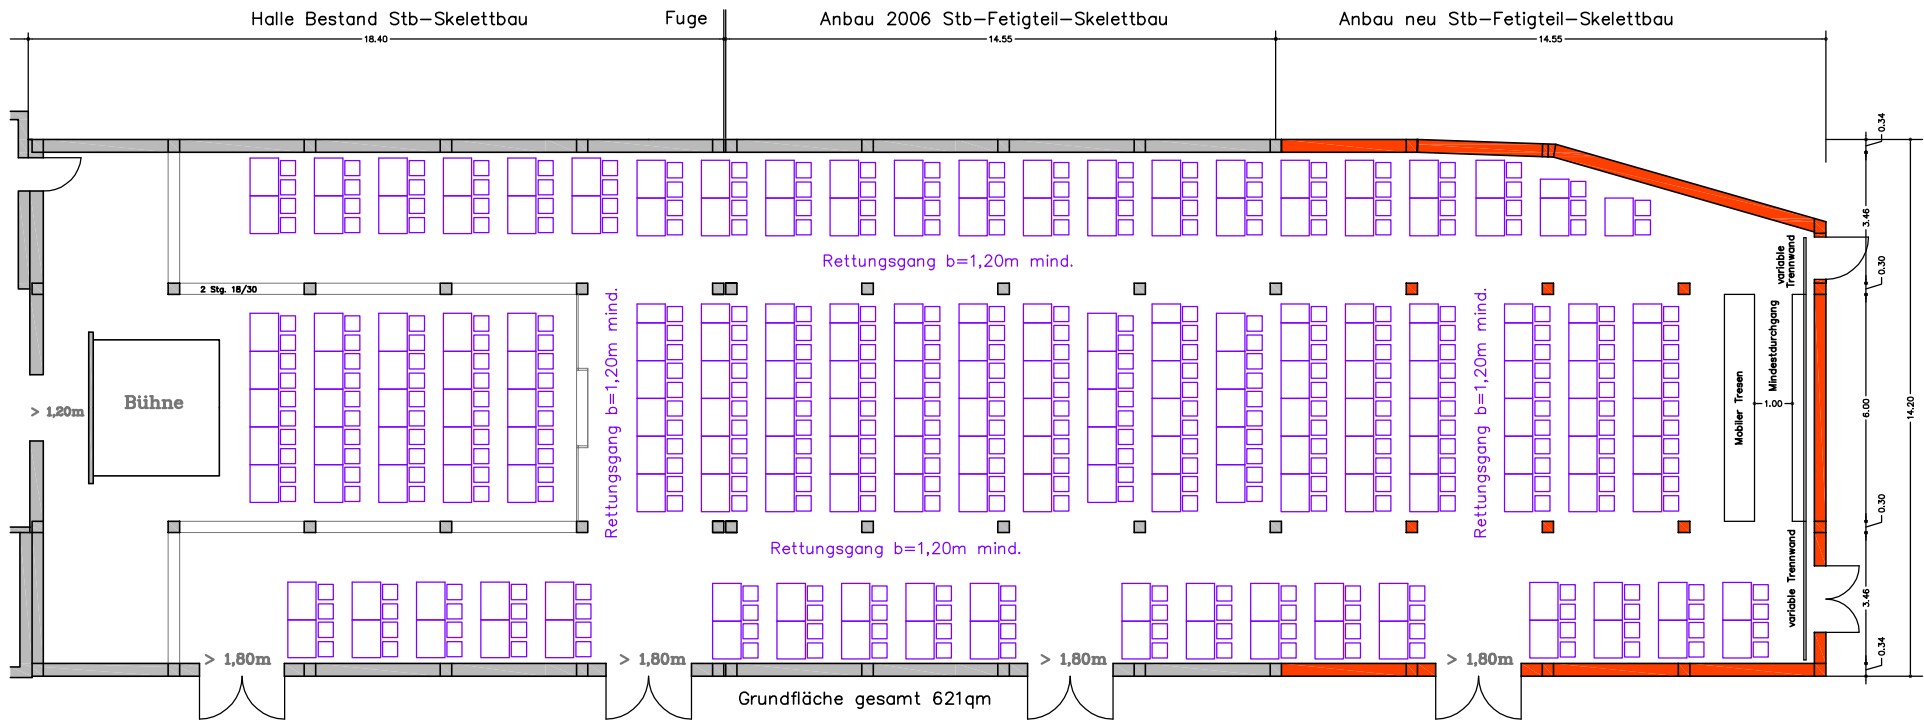 Halle Bestand Stb-Skelettbau
Fuge
Anbau 2006 Stb-Fetigteil-Skelettbau
Anbau neu Stb-Fetigteil-Skelettbau
18.40
14.55
14.55
0.34
3.46
Rettungsgang b=1,20m mind.
variable
Trennwand
0.30
2 Stg. 18/30
Rettungsgang b=1,20m mind.
Rettungsgang b=1,20m mind.
Mobiler Tresen
Mindestdurchgang
1.00
6.00
14.20
> 1,20m
Bühne
0.30
Rettungsgang b=1,20m mind.
variable Trennwand
3.46
> 1,80m
> 1,80m
> 1,80m
> 1,80m
0.34
Grundfläche gesamt 621qm